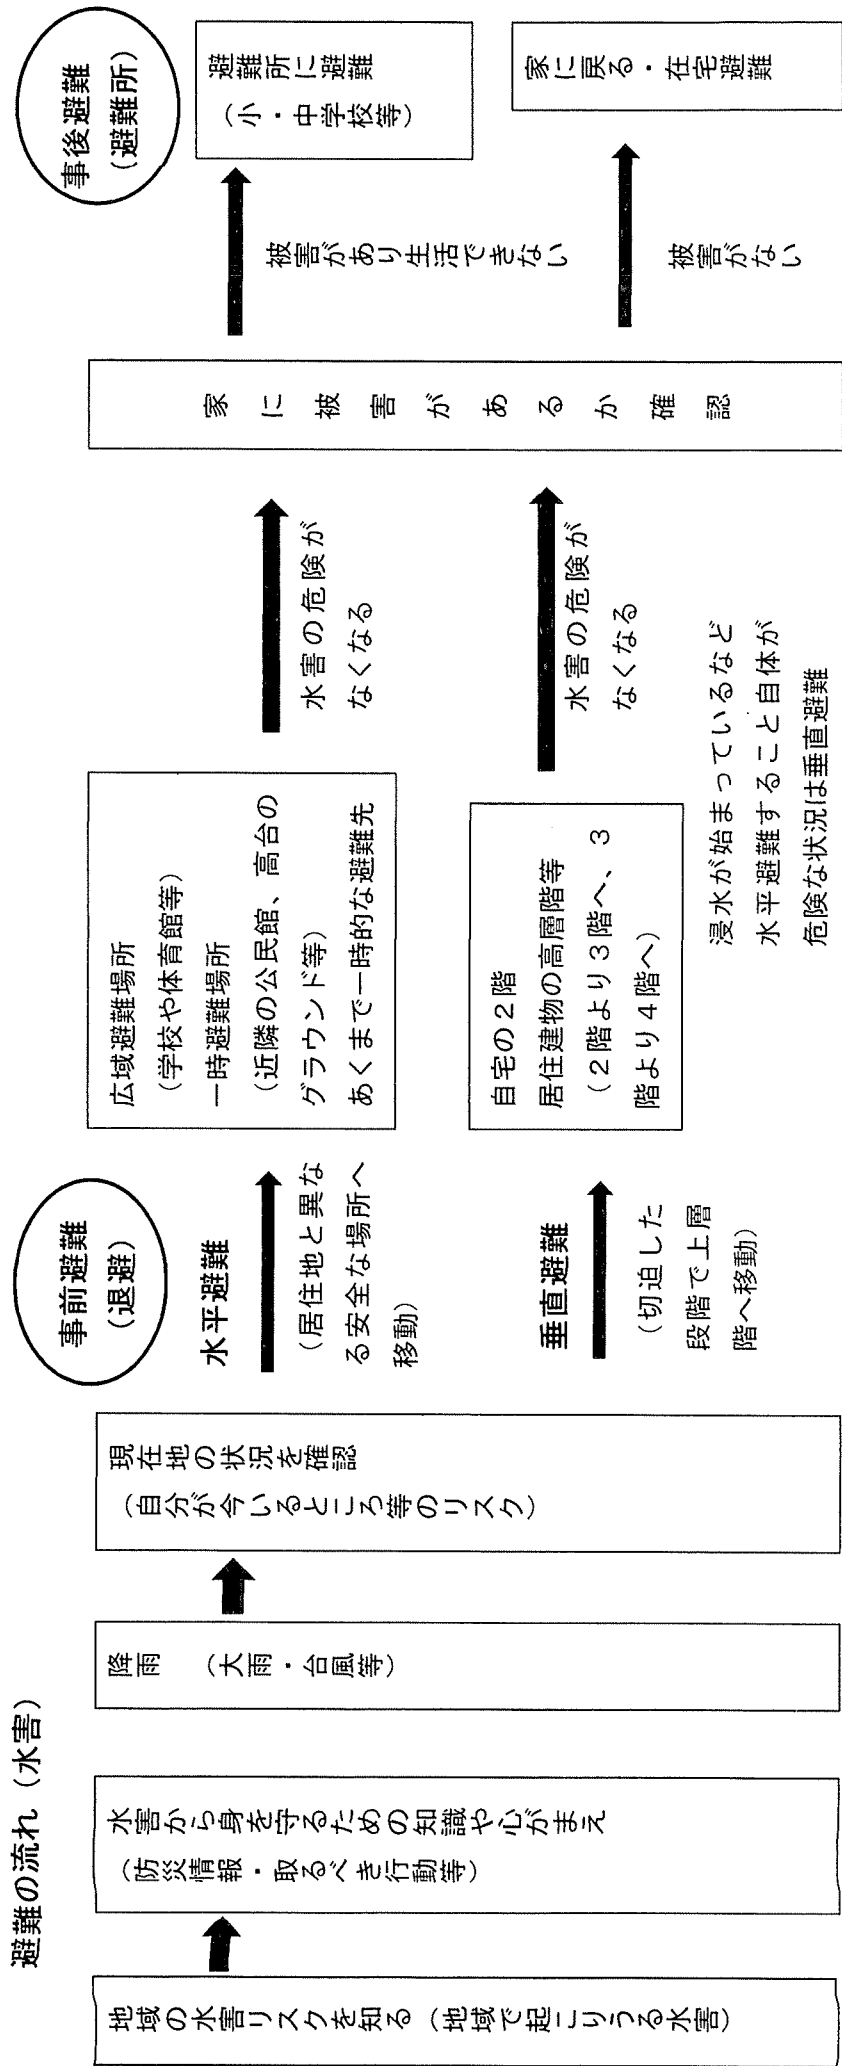 避難の流れ（水害）
地域の水害リスクを知る（地域で起こりうる水害）
水害から身を守るための知識や心がまえ
（防災情報・取るべき行動等）
降雨　（大雨・台風等）
現在地の状況を確認
（自分が今いるところ等のリスク）
事前避難
（退避）
水平避難
（居住地と異な
る安全な場所へ
移動）
広域避難場所
（学校や体育館等）
一時避難場所
（近隣の公民館、高台の
グラウンド等）
あくまで一時的な避難先
水害の危険が
なくなる
垂直避難
（切迫した
段階で上層
階へ移動）
自宅の２階
居住建物の高層階等
（２階より３階へ、３
階より４階へ）
水害の危険が
なくなる
浸水が始まっているなど
水平避難すること自体が
危険な状況は垂直避難
家に被害があるか確認
事後避難
（避難所）
被害があり生活できない
避難所に避難
（小・中学校等）
被害がない
家に戻る・在宅避難